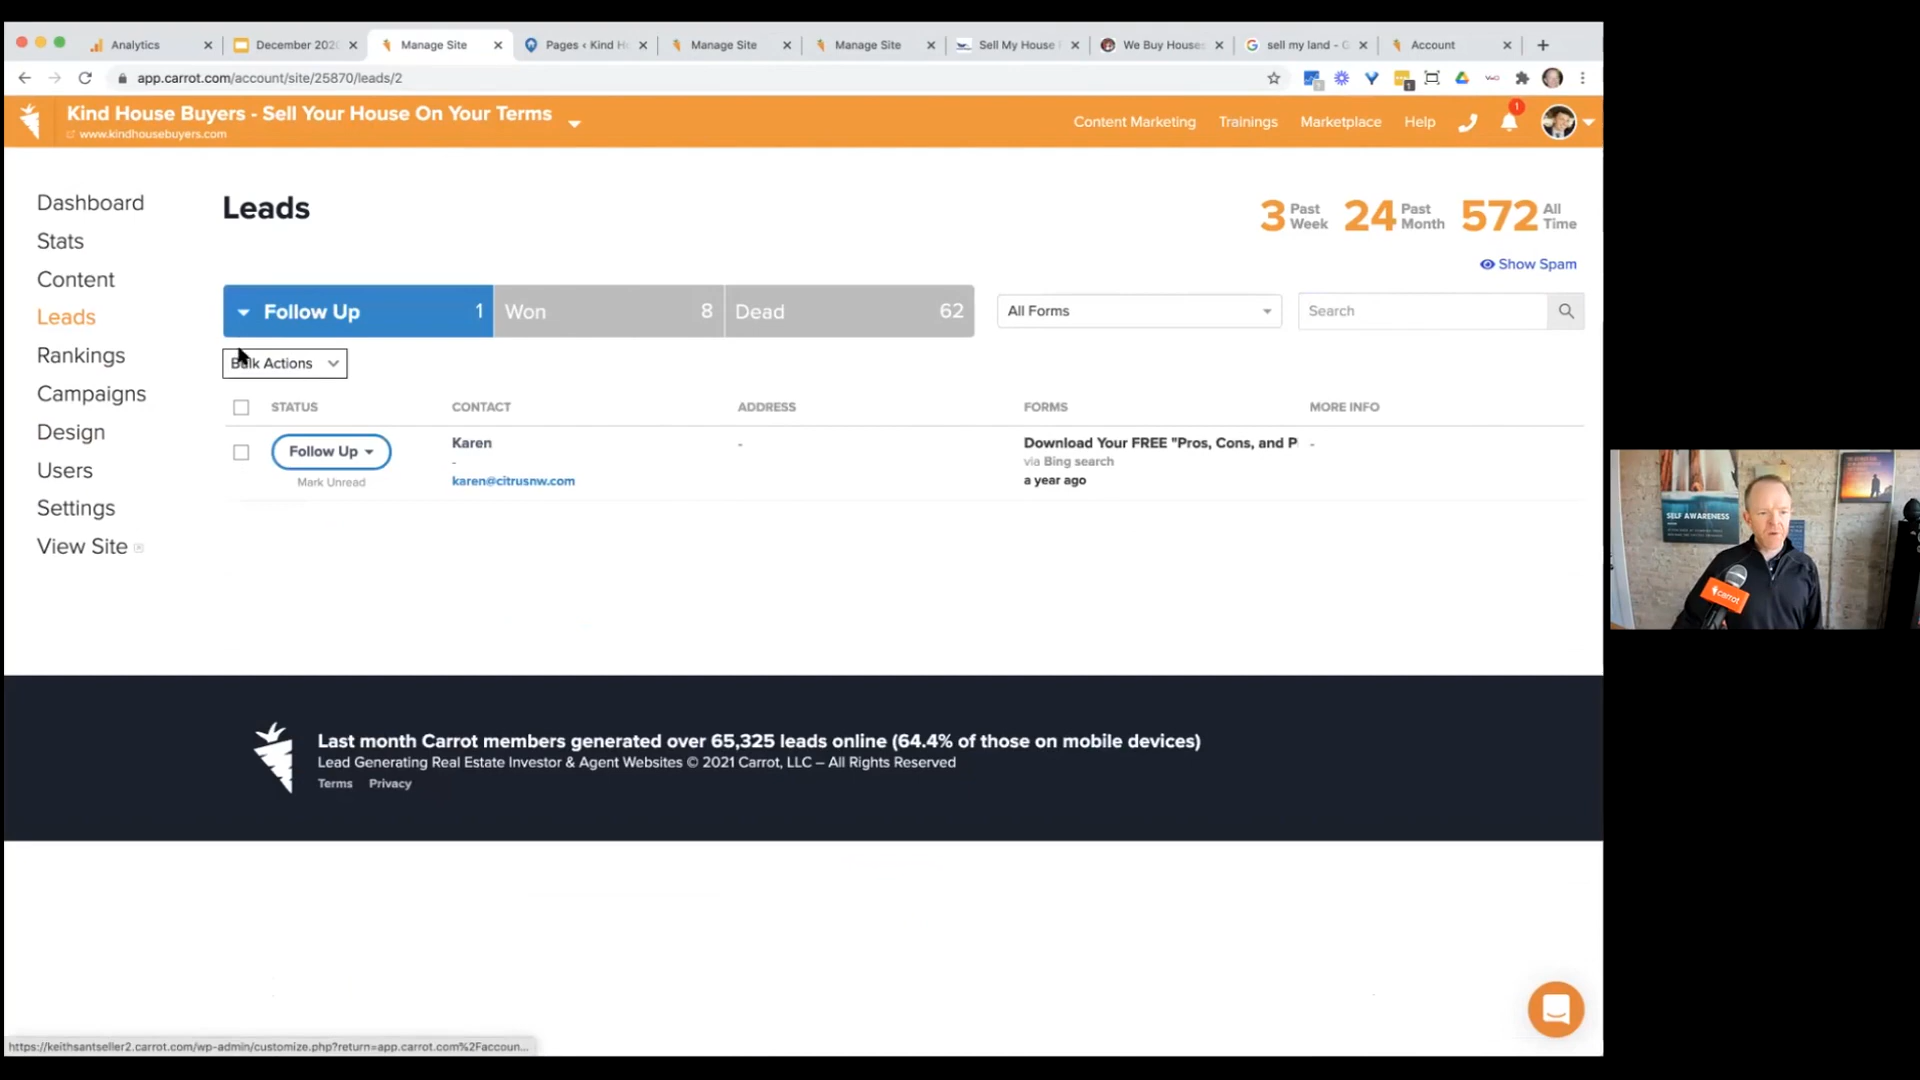 Analytics
December 202
Manage Site
Pages ‹ Kind H
Manage Site
Manage Site
Sell My House
We Buy Houses
sell my land - G
Account
app.carrot.com/account/site/25870/leads/2
Kind House Buyers - Sell Your House On Your Terms
www.kindhousebuyers.com
Content Marketing
Trainings
Marketplace
Help
1
Dashboard
Stats
Content
Leads
Rankings
Campaigns
Design
Users
Settings
View Site
Leads
3 Past Week
24 Past Month
572 All Time
Show Spam
Follow Up 1
Won 8
Dead 62
All Forms
Search
Bulk Actions
STATUS CONTACT ADDRESS FORMS MORE INFO
Follow Up
Mark Unread
Karen
-
karen@citrusnw.com
-
Download Your FREE "Pros, Cons, and P
via Bing search
a year ago
-
Last month Carrot members generated over 65,325 leads online (64.4% of those on mobile devices)
Lead Generating Real Estate Investor & Agent Websites © 2021 Carrot, LLC – All Rights Reserved
Terms Privacy
https://keithsantseller2.carrot.com/wp-admin/customize.php?return=app.carrot.com%2Faccoun...
SELF AWARENESS
carrot